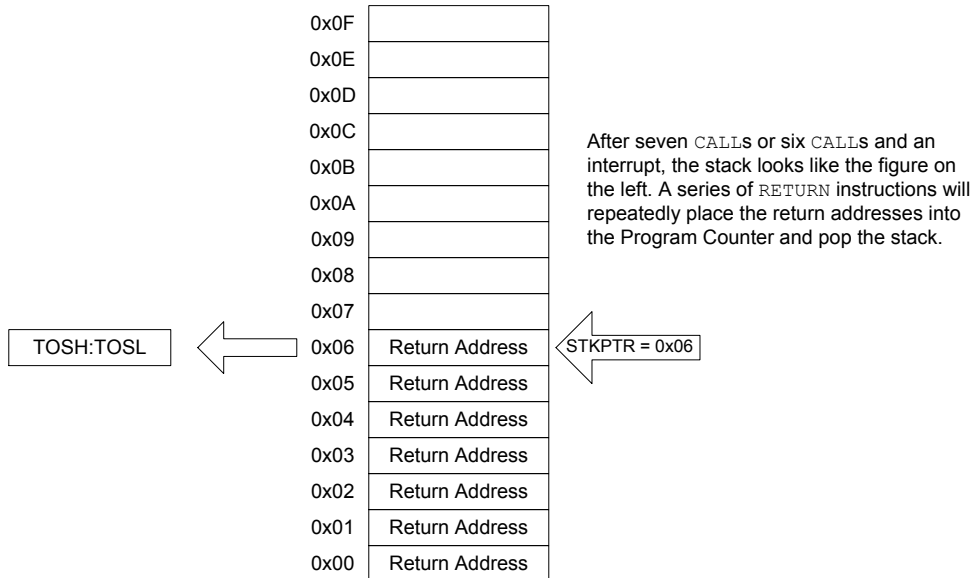 0x0F
0x0E
0x0D
0x0C
0x0B
0x0A
0x09
0x08
0x07
After seven CALLs or six CALLs and an
interrupt, the stack looks like the figure on
the left. A series of RETURN instructions will
repeatedly place the return addresses into
the Program Counter and pop the stack.
TOSH:TOSL
0x06 Return Address STKPTR = 0x06
0x05 Return Address
0x04 Return Address
0x03 Return Address
0x02 Return Address
0x01 Return Address
0x00 Return Address